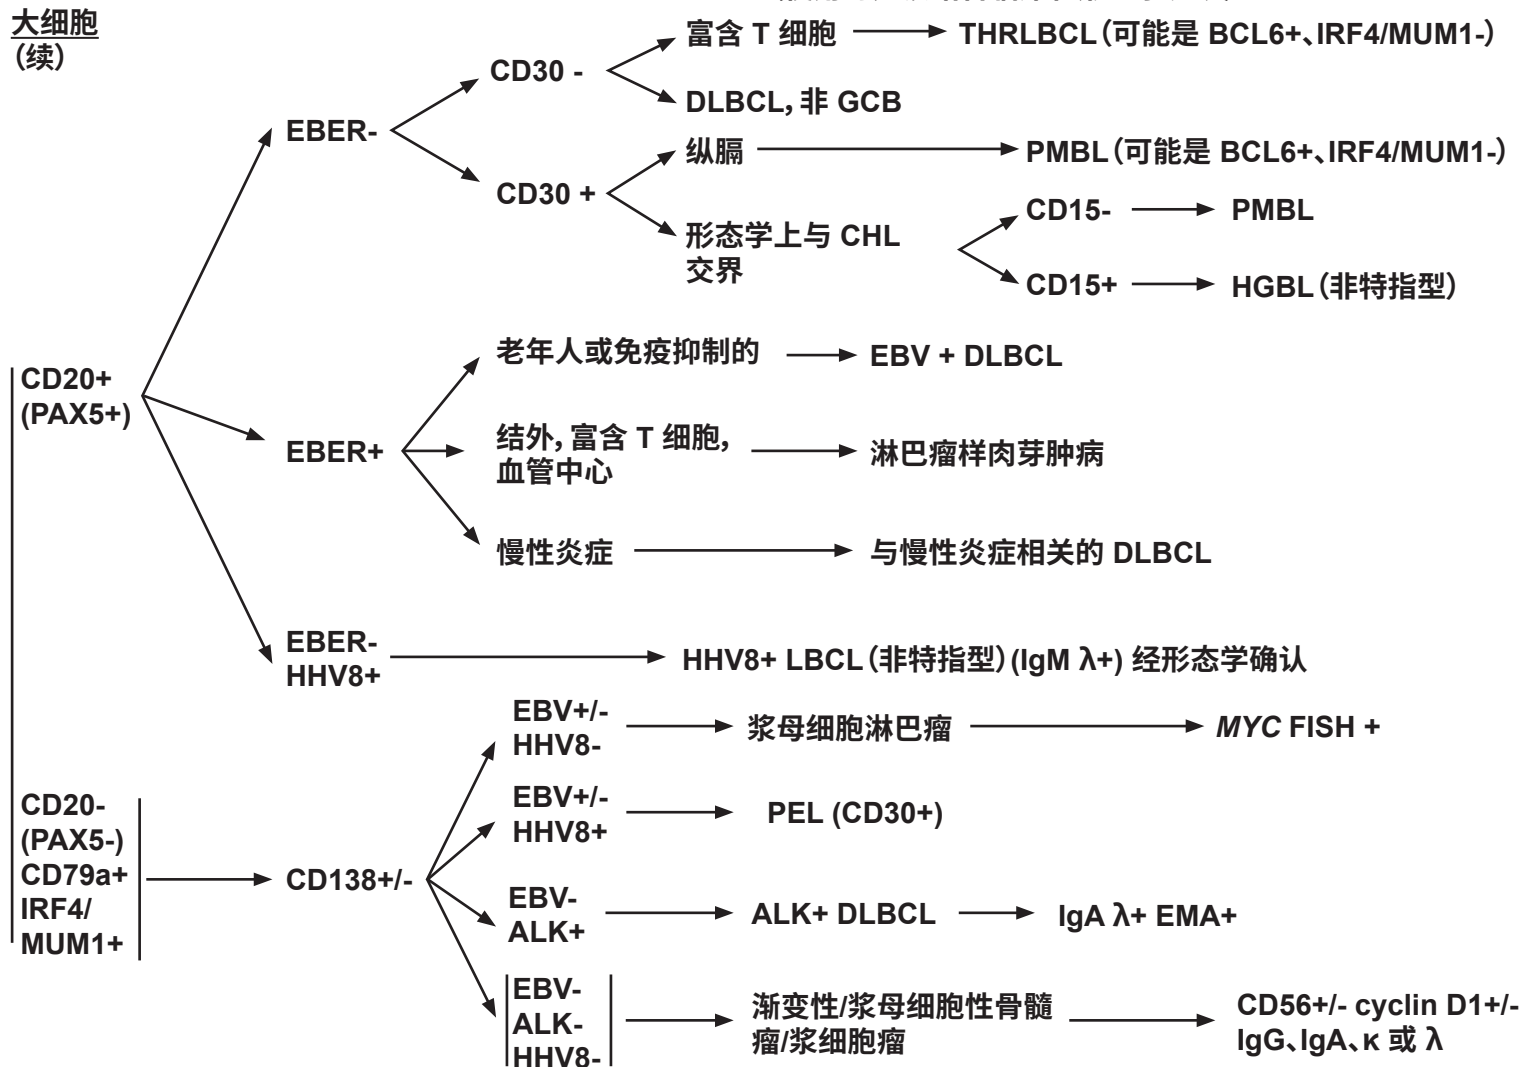 大细胞
（续）
富含 T 细胞
THRLBCL（可能是 BCL6+、IRF4/MUM1-）
CD30 -
DLBCL，非 GCB
EBER-
纵膈
PMBL（可能是 BCL6+、IRF4/MUM1-）
CD30 +
CD15-
PMBL
形态学上与 CHL
交界
CD15+
HGBL（非特指型）
老年人或免疫抑制的
EBV + DLBCL
CD20+
(PAX5+)
EBER+
结外，富含 T 细胞，
血管中心
淋巴瘤样肉芽肿病
慢性炎症
与慢性炎症相关的 DLBCL
EBER-
HHV8+
HHV8+ LBCL（非特指型）(IgM λ+) 经形态学确认
EBV+/-
HHV8-
浆母细胞淋巴瘤
MYC FISH +
EBV+/-
HHV8+
PEL (CD30+)
CD20-
(PAX5-)
CD79a+
IRF4/
MUM1+
CD138+/-
EBV-
ALK+
ALK+ DLBCL
IgA λ+ EMA+
EBV-
ALK-
HHV8-
渐变性/浆母细胞性骨髓
瘤/浆细胞瘤
CD56+/- cyclin D1+/-
IgG、IgA、κ 或 λ